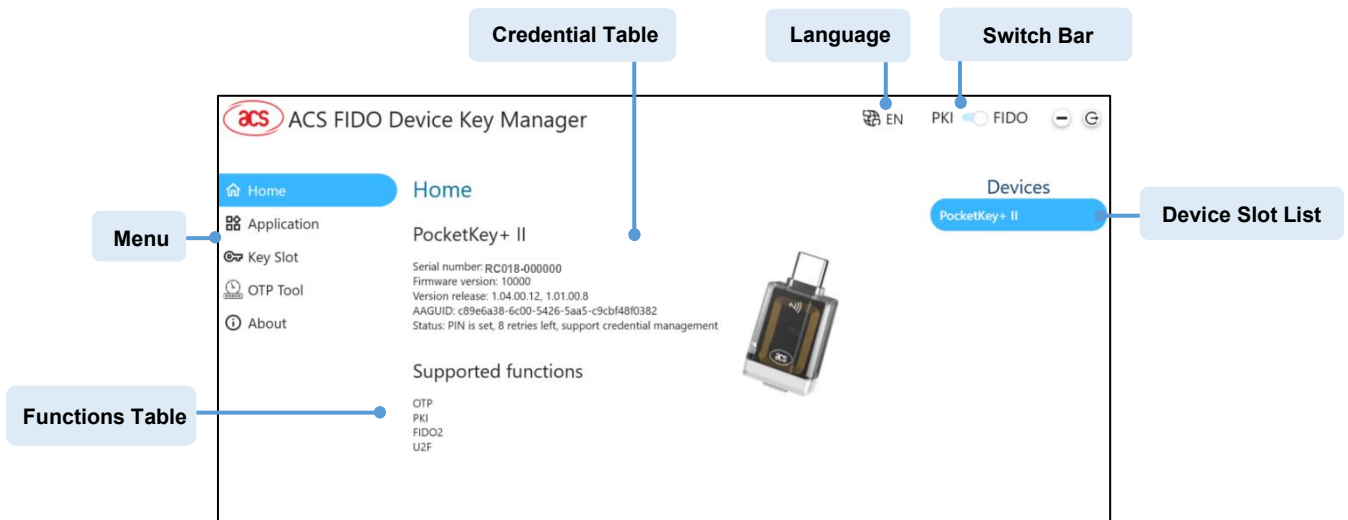 Credential Table
Language
Switch Bar
acs ACS FIDO Device Key Manager
EN
PKI FIDO
Home
Application
Key Slot
OTP Tool
About
Menu
Functions Table
Home
PocketKey+ II
Serial number: RC018-000000
Firmware version: 10000
Version release: 1.04.00.12, 1.01.00.8
AAGUID: c89e6a38-6c00-5426-5aa5-c9cbf48f0382
Status: PIN is set, 8 retries left, support credential management
Supported functions
OTP
PKI
FIDO2
U2F
acs
Devices
PocketKey+ II
Device Slot List